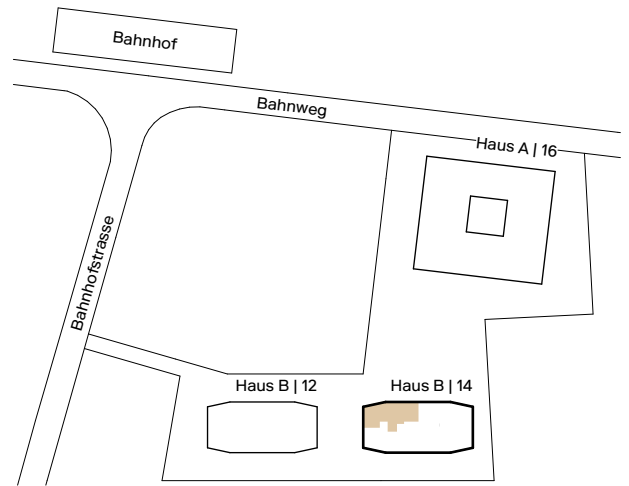 Bahnhof
Bahnweg
Haus A | 16
Bahnhofstrasse
Haus B | 12
Haus B | 14